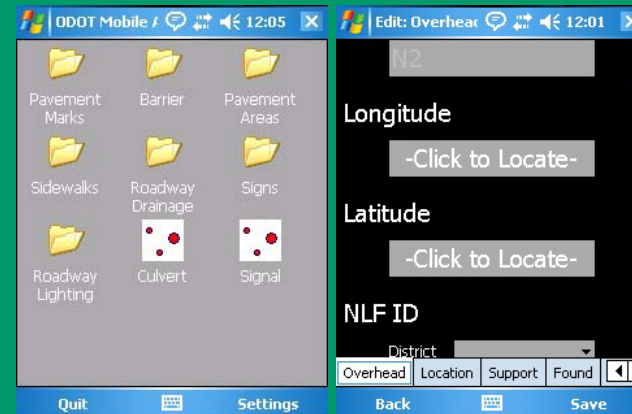 ODOT Mobile A 12:05
Pavement Marks
Barrier
Pavement Areas
Sidewalks
Roadway Drainage
Signs
Roadway Lighting
Culvert
Signal
Quit
Settings
Edit: Overhead 12:01
N2
Longitude
-Click to Locate-
Latitude
-Click to Locate-
NLF ID
District
Overhead Location Support Found
Back
Save